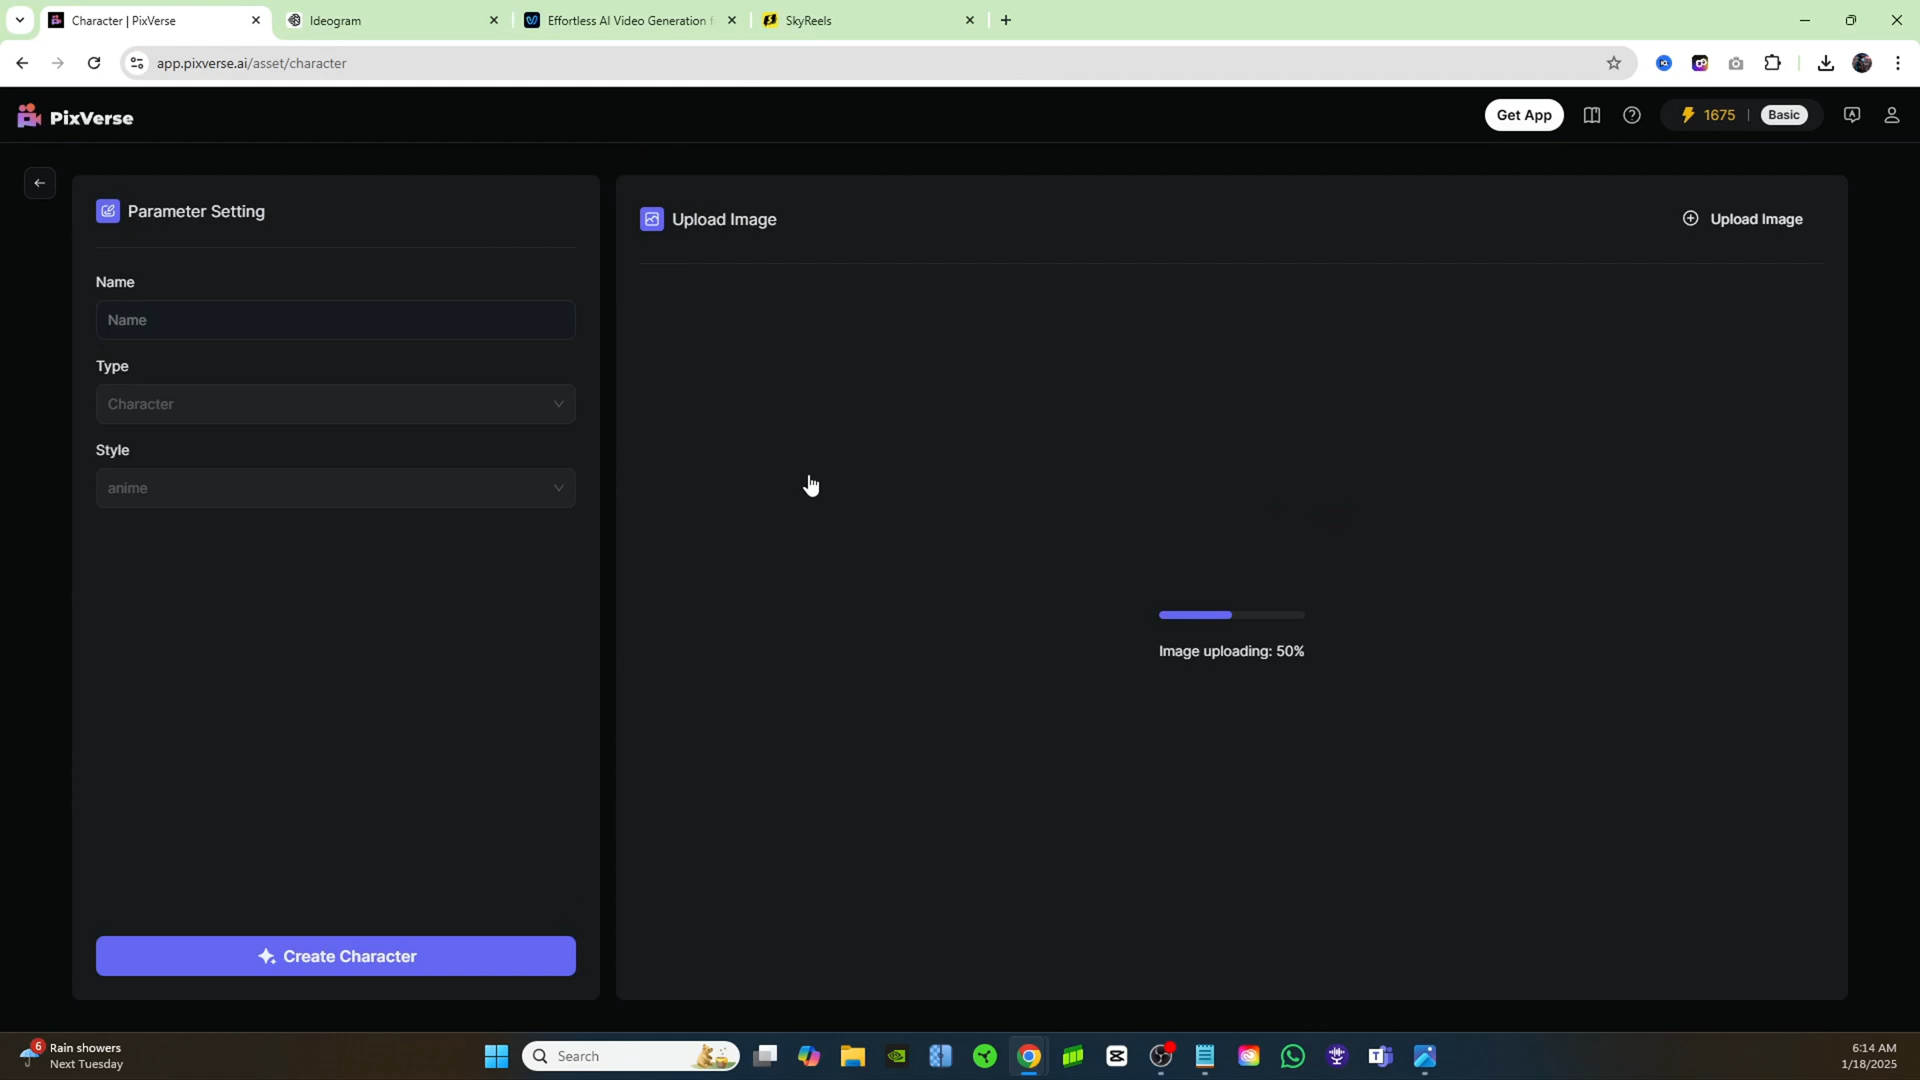 Character | PixVerse
Ideogram
Effortless AI Video Generation f
SkyReels
app.pixverse.ai/asset/character
PixVerse
Get App
1675
Basic
Parameter Setting
Upload Image
Upload Image
Name
Name
Type
Character
Style
anime
Image uploading: 50%
Create Character
6
Rain showers
Next Tuesday
Search
6:14 AM
1/18/2025